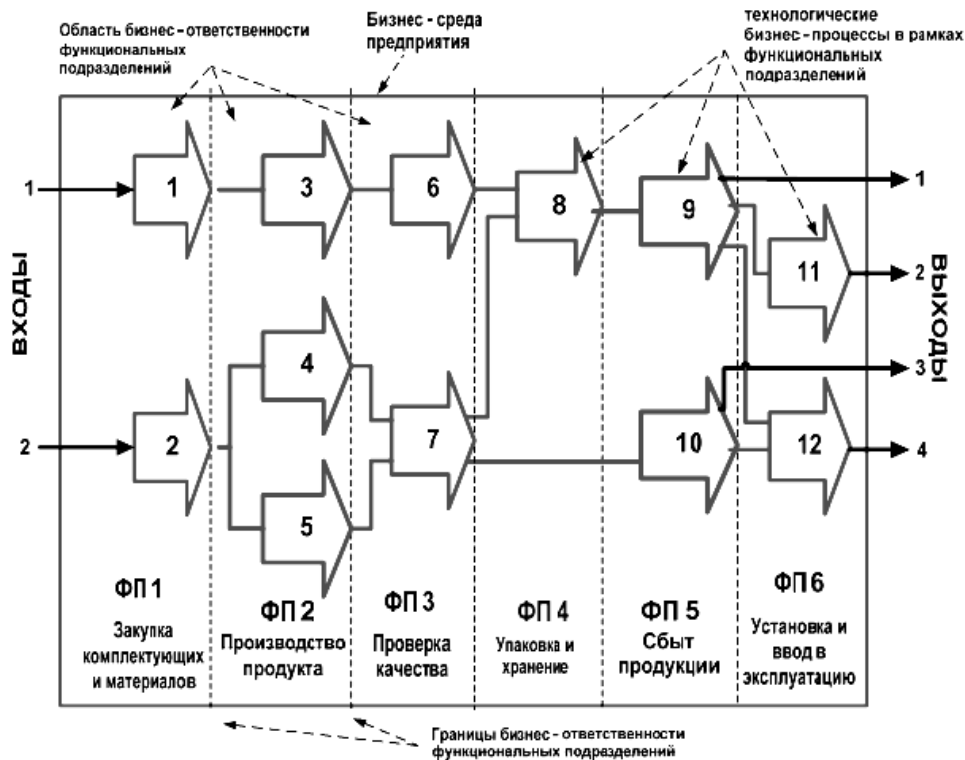 Область бизнес - ответственности
функциональных
подразделений
Бизнес - среда
предприятия
технологические
бизнес - процессы в рамках
функциональных
подразделений
ВХОДЫ
ВЫХОДЫ
1
1
3
6
8
9
1
11
2
4
3
2
2
5
7
10
12
4
ФП 1
ФП 2
ФП 3
ФП 4
ФП 5
ФП 6
Закупка
комплектующих
и материалов
Производство
продукта
Проверка
качества
Упаковка и
хранение
Сбыт
продукции
Установка и
ввод в
эксплуатацию
Границы бизнес - ответственности
функциональных подразделений